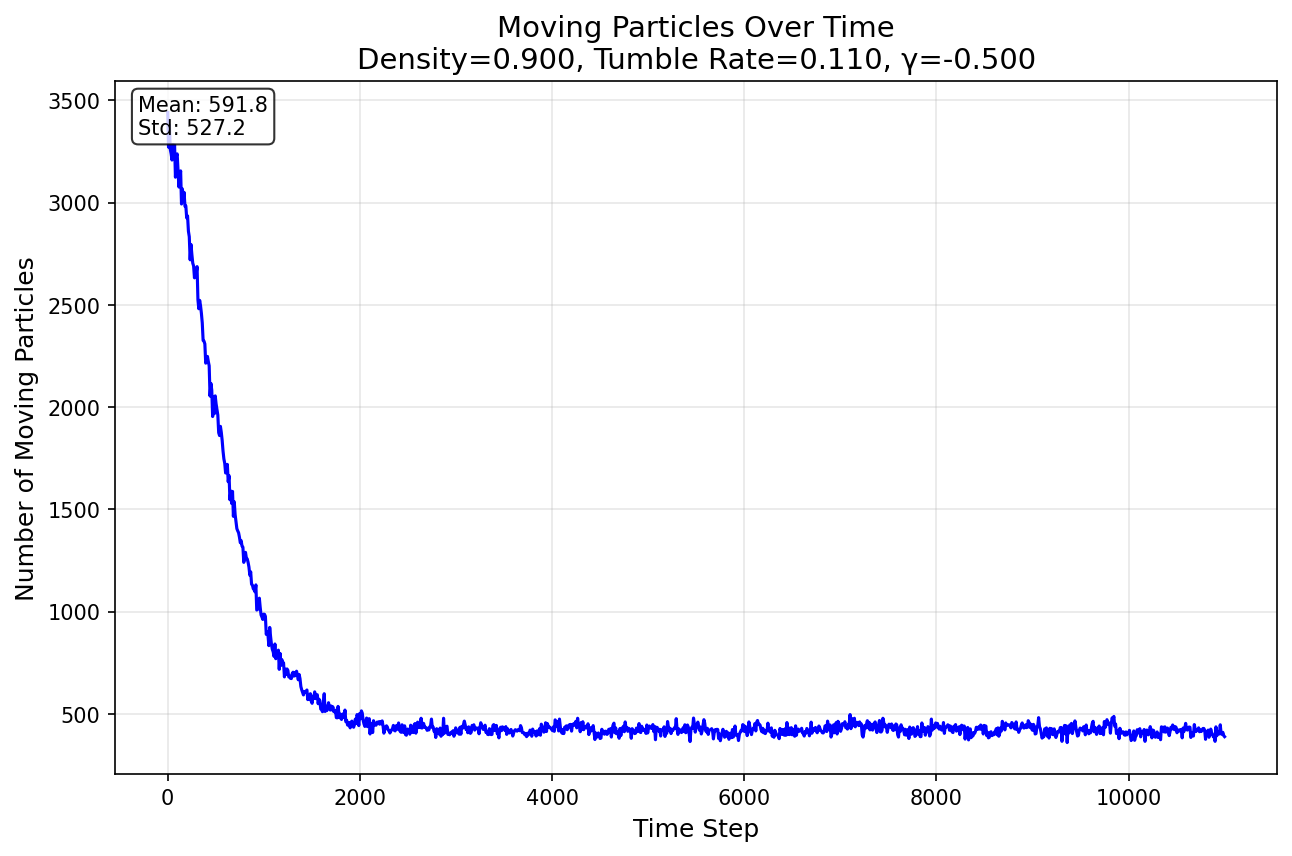 Moving Particles Over Time
Density=0.900, Tumble Rate=0.110, γ=-0.500
Mean: 591.8
Std: 527.2
Number of Moving Particles
3500
3000
2500
2000
1500
1000
500
0
2000
4000
6000
8000
10000
Time Step